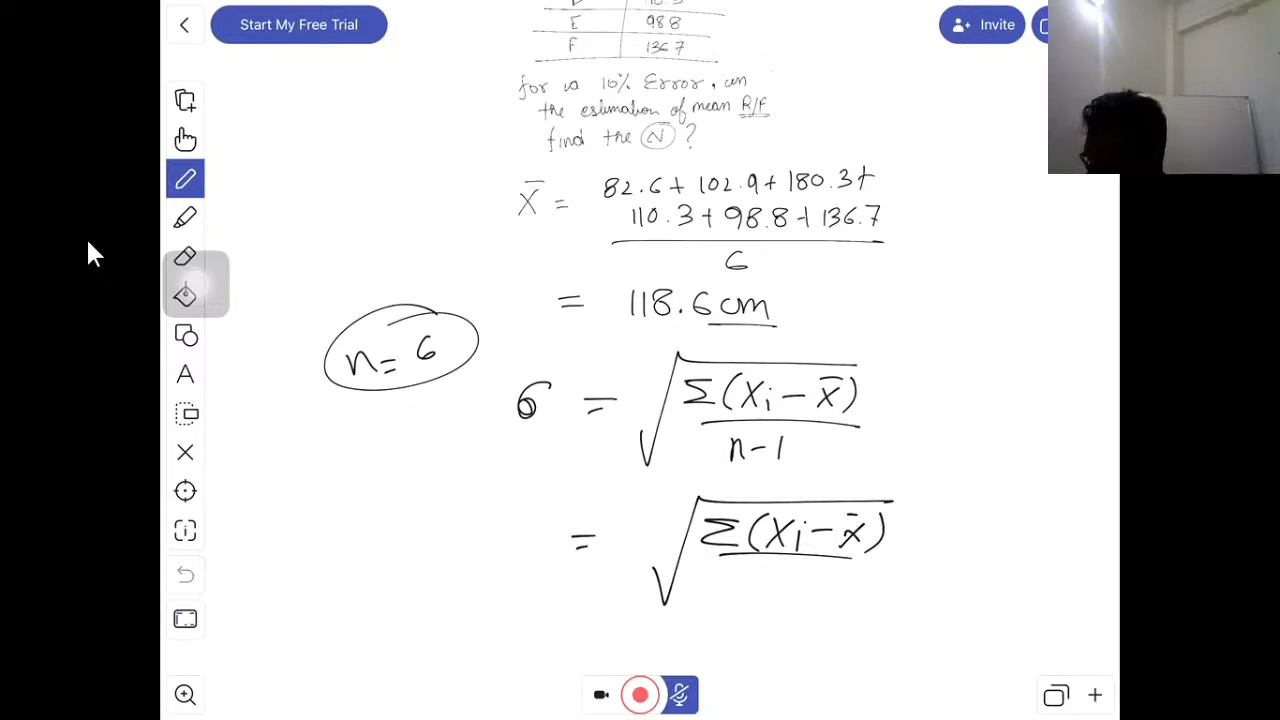 Start My Free Trial
Invite
E 98.8
F 136.7
for a 10% Error, in
the estimation of mean R/F
find the N ?
X̄ = 82.6 + 102.9 + 180.3 +
110.3 + 98.8 + 136.7
6
= 118.6 cm
n = 6
σ = √ Σ(Xi − X̄)
n − 1
= √ Σ(Xi − x̄)
A